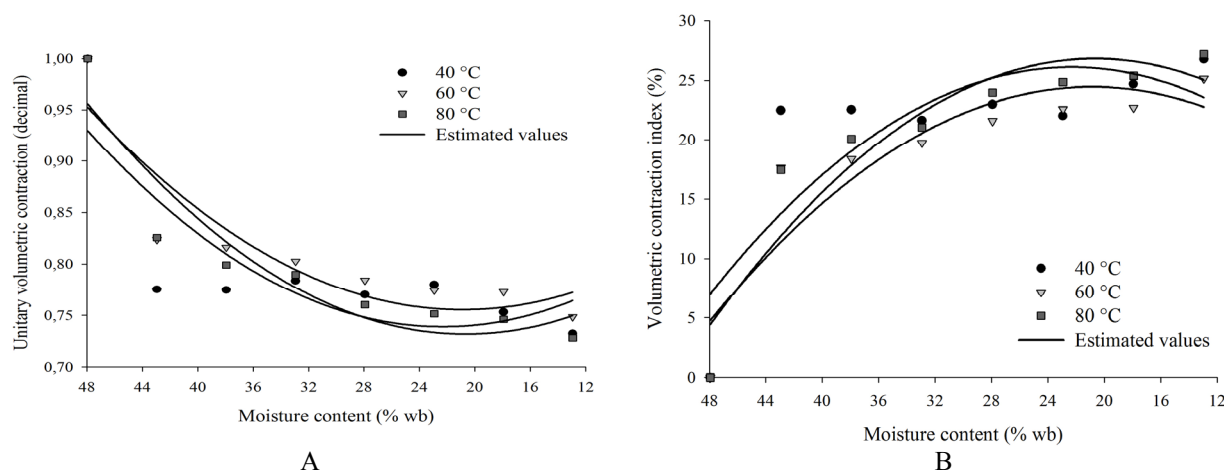 1,00
0,95
0,90
0,85
0,80
0,75
0,70
Unitary volumetric contraction (decimal)
40 °C
60 °C
80 °C
Estimated values
48 44 40 36 32 28 24 20 16 12
Moisture content (% wb)
A
30
25
20
15
10
5
0
Volumetric contraction index (%)
40 °C
60 °C
80 °C
Estimated values
48 44 40 36 32 28 24 20 16 12
Moisture content (% wb)
B